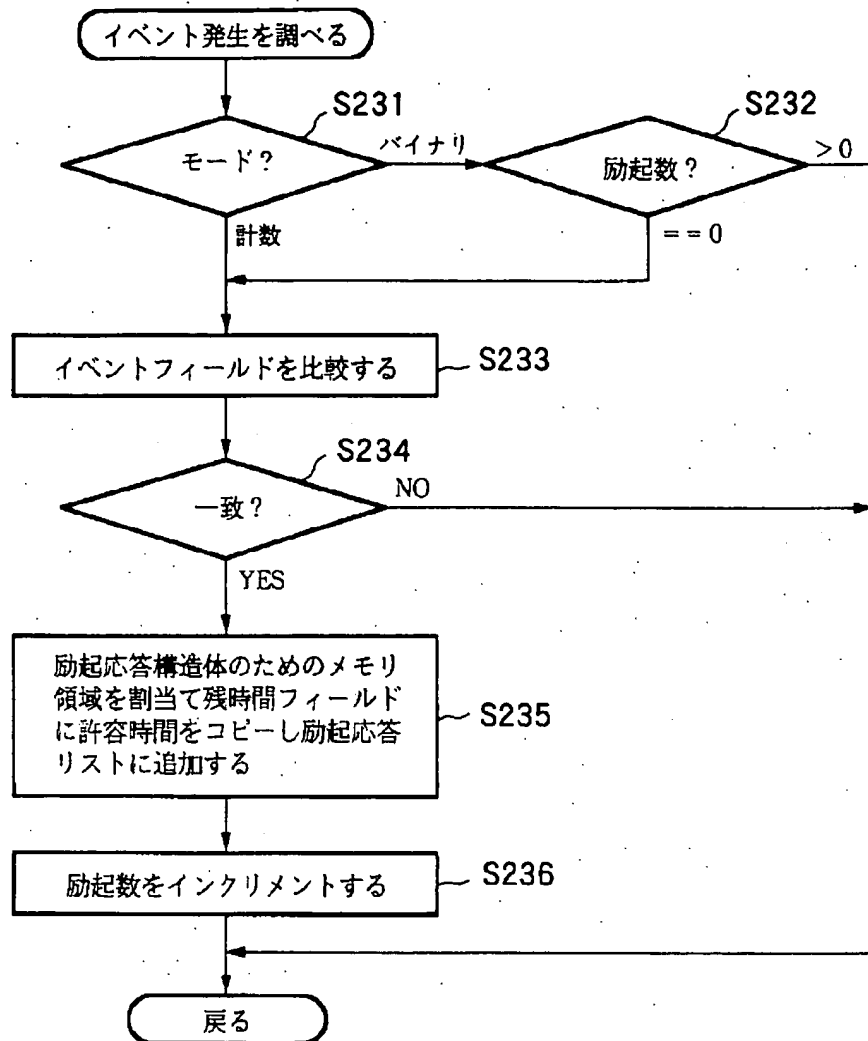 イベント発生を調べる
S231
S232
モード?
バイナリ
励起数?
>0
計数
==0
イベントフィールドを比較する
S233
S234
一致?
NO
YES
励起応答構造体のためのメモリ
領域を割当て残時間フィールド
に許容時間をコピーし励起応答
リストに追加する
S235
励起数をインクリメントする
S236
戻る